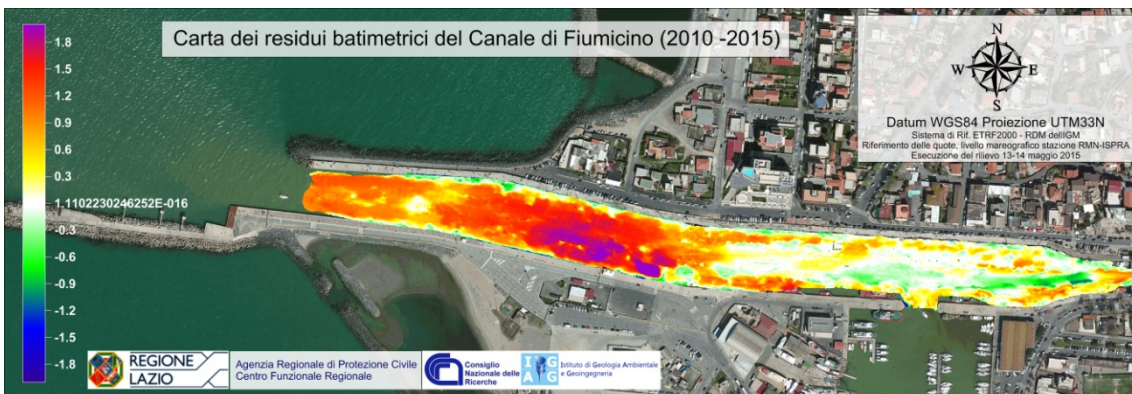 Carta dei residui batimetrici del Canale di Fiumicino (2010 -2015)
N
W
E
S
Datum WGS84 Proiezione UTM33N
Sistema di Rif. ETRF2000 - RDM dellIGM
Riferimento delle quote, livello mareografico stazione RMN-ISPRA
Esecuzione del rilievo 13-14 maggio 2015
1.8
1.5
1.2
0.9
0.6
0.3
1.1102230246252E-016
-0.3
-0.6
-0.9
-1.2
-1.5
-1.8
REGIONE
LAZIO
Agenzia Regionale di Protezione Civile
Centro Funzionale Regionale
Consiglio
Nazionale delle
Ricerche
I G
A G
Istituto di Geologia Ambientale
e Geoingegneria